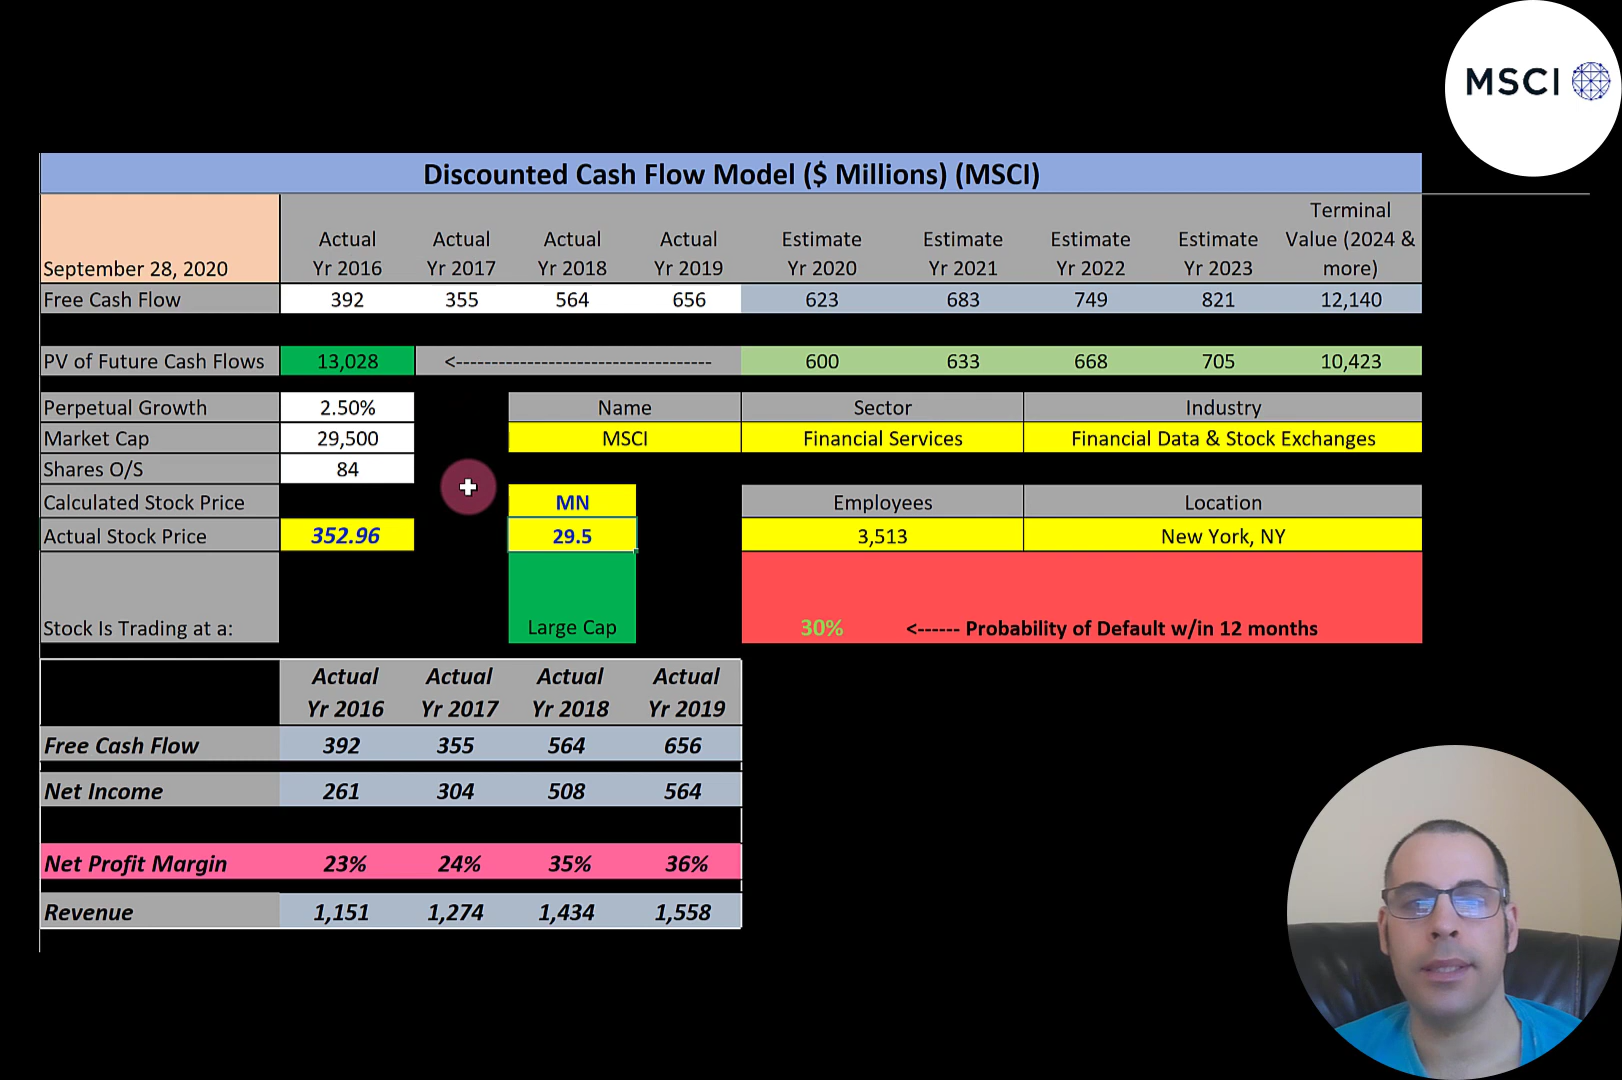 MSCI
Discounted Cash Flow Model ($ Millions) (MSCI)
September 28, 2020 Actual Yr 2016 Actual Yr 2017 Actual Yr 2018 Actual Yr 2019 Estimate Yr 2020 Estimate Yr 2021 Estimate Yr 2022 Estimate Yr 2023 Terminal Value (2024 & more)
Free Cash Flow 392 355 564 656 623 683 749 821 12,140
PV of Future Cash Flows 13,028 <------------------------------------ 600 633 668 705 10,423
Perpetual Growth 2.50% Name Sector Industry
Market Cap 29,500 MSCI Financial Services Financial Data & Stock Exchanges
Shares O/S 84
Calculated Stock Price MN Employees Location
Actual Stock Price 352.96 29.5 3,513 New York, NY
Stock Is Trading at a: Large Cap 30% <------ Probability of Default w/in 12 months
Actual Yr 2016 Actual Yr 2017 Actual Yr 2018 Actual Yr 2019
Free Cash Flow 392 355 564 656
Net Income 261 304 508 564
Net Profit Margin 23% 24% 35% 36%
Revenue 1,151 1,274 1,434 1,558